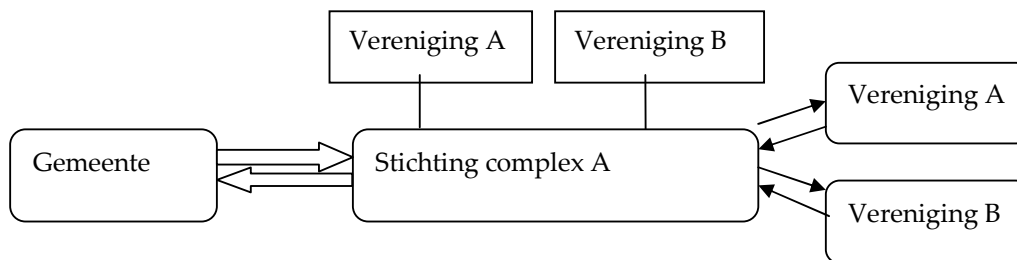 Vereniging A
Vereniging B
Vereniging A
Gemeente
Stichting complex A
Vereniging B